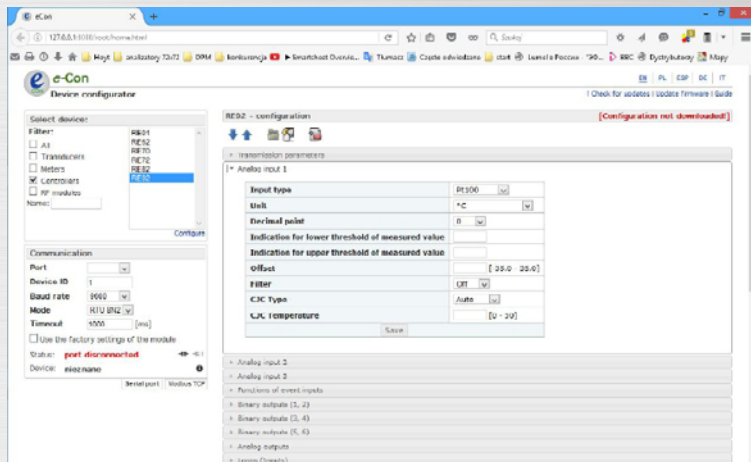 eCon
e-Con
Device configurator
EN | PL | ESP | DE | IT
| Check for updates | Update firmware | Guide
Select device:
Filter:
All
Transducers
Meters
Controllers
RF modules
Name:
RE01
RE62
RE70
RE72
RE82
RE92
Configure
Communication
Port
Device ID 1
Baud rate 9600
Mode RTU 8N2
Timeout [ms]
Use the factory settings of the module
Status: port disconnected
Device: nieznane
Serial port | Modbus TCP
RE92 - configuration
[Configuration not downloaded!]
Transmission parameters
Analog input 1
Input type Pt100
Unit °C
Decimal point 0
Indication for lower threshold of measured value
Indication for upper threshold of measured value
Offset
Filter Off
CJC Type Auto
CJC Temperature [0 - 50]
Save
Analog input 2
Analog input 3
Functions of event inputs
Binary outputs (1, 2)
Binary outputs (3, 4)
Binary outputs (5, 6)
Analog outputs